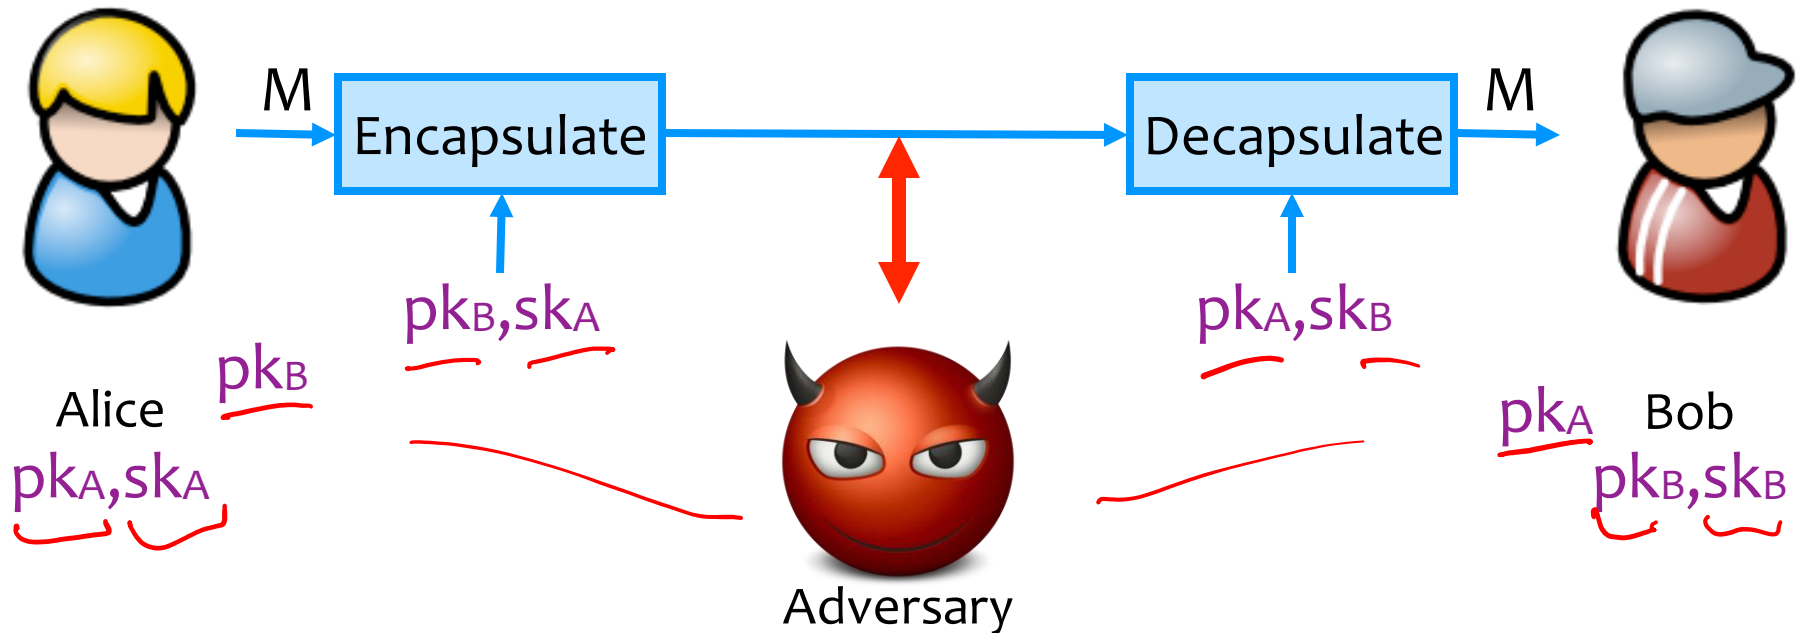 M
Encapsulate
Decapsulate
M
pkB,skA
pkA,skB
pkB
Alice
pkA,skA
pkA
Bob
pkB,skB
Adversary